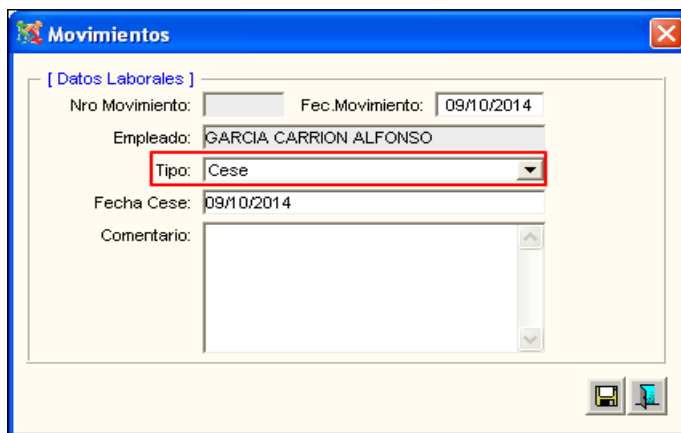 Movimientos
[ Datos Laborales ]
Nro Movimiento: Fec.Movimiento: 09/10/2014
Empleado: GARCIA CARRION ALFONSO
Tipo: Cese
Fecha Cese: 09/10/2014
Comentario: